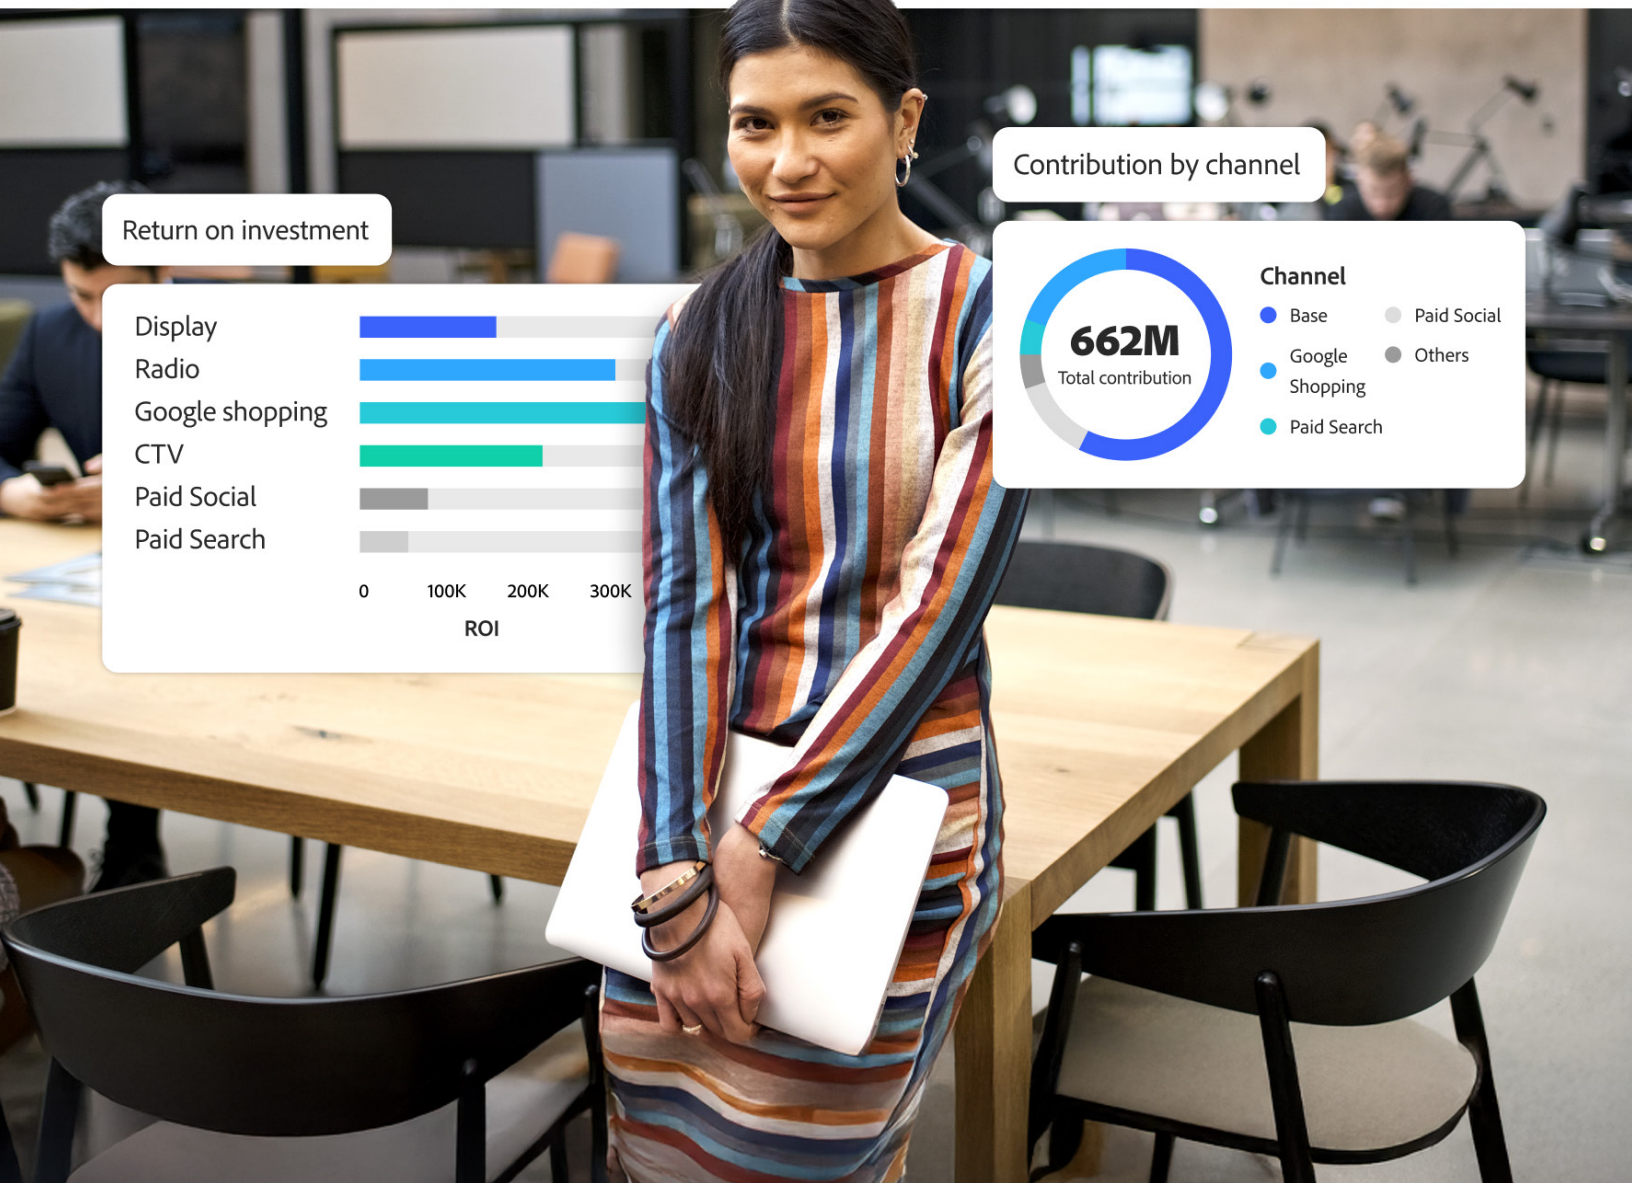 Return on investment
Display
Radio
Google shopping
CTV
Paid Social
Paid Search
0 100K 200K 300K
ROI
Contribution by channel
662M
Total contribution
Channel
Base
Google
Shopping
Paid Search
Paid Social
Others